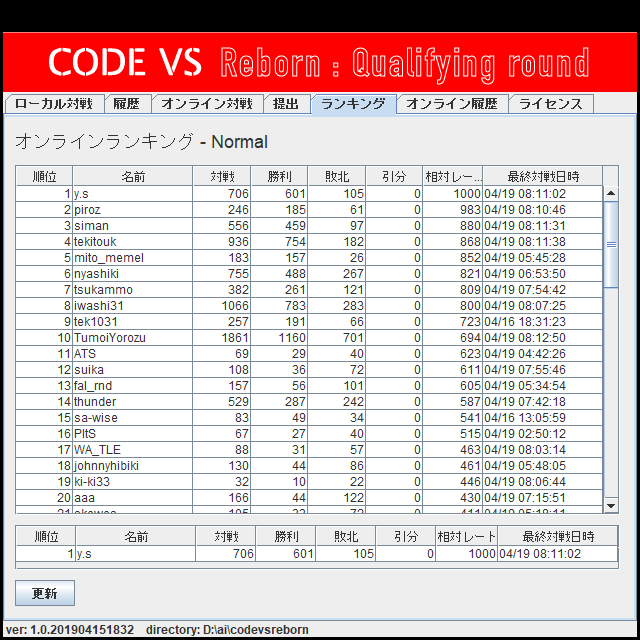 CODE VS Reborn : Qualifying round
ローカル対戦 履歴 オンライン対戦 提出 ランキング オンライン履歴 ライセンス
オンラインランキング - Normal
順位 名前 対戦 勝利 敗北 引分 相対レー... 最終対戦日時
1 y.s 706 601 105 0 1000 04/19 08:11:02
2 piroz 246 185 61 0 983 04/19 08:10:46
3 siman 556 459 97 0 880 04/19 08:11:31
4 tekitouk 936 754 182 0 868 04/19 08:11:38
5 mito_memel 183 157 26 0 852 04/19 05:45:28
6 nyashiki 755 488 267 0 821 04/19 06:53:50
7 tsukammo 382 261 121 0 809 04/19 07:54:42
8 iwashi31 1066 783 283 0 800 04/19 08:07:25
9 tek1031 257 191 66 0 723 04/16 18:31:23
10 TumoiYorozu 1861 1160 701 0 694 04/19 08:12:50
11 ATS 69 29 40 0 623 04/19 04:42:26
12 suika 108 36 72 0 611 04/19 07:55:46
13 fal_rnd 157 56 101 0 605 04/19 05:34:54
14 thunder 529 287 242 0 587 04/19 07:42:18
15 sa-wise 83 49 34 0 541 04/16 13:05:59
16 PltS 67 27 40 0 515 04/19 02:50:12
17 WA_TLE 88 31 57 0 463 04/19 08:03:14
18 johnnyhibiki 130 44 86 0 461 04/19 05:48:05
19 ki-ki33 32 10 22 0 446 04/19 08:06:44
20 aaa 166 44 122 0 430 04/19 07:15:51
順位 名前 対戦 勝利 敗北 引分 相対レート 最終対戦日時
1 y.s 706 601 105 0 1000 04/19 08:11:02
更新
ver: 1.0.201904151832 directory: D:\ai\codevsreborn